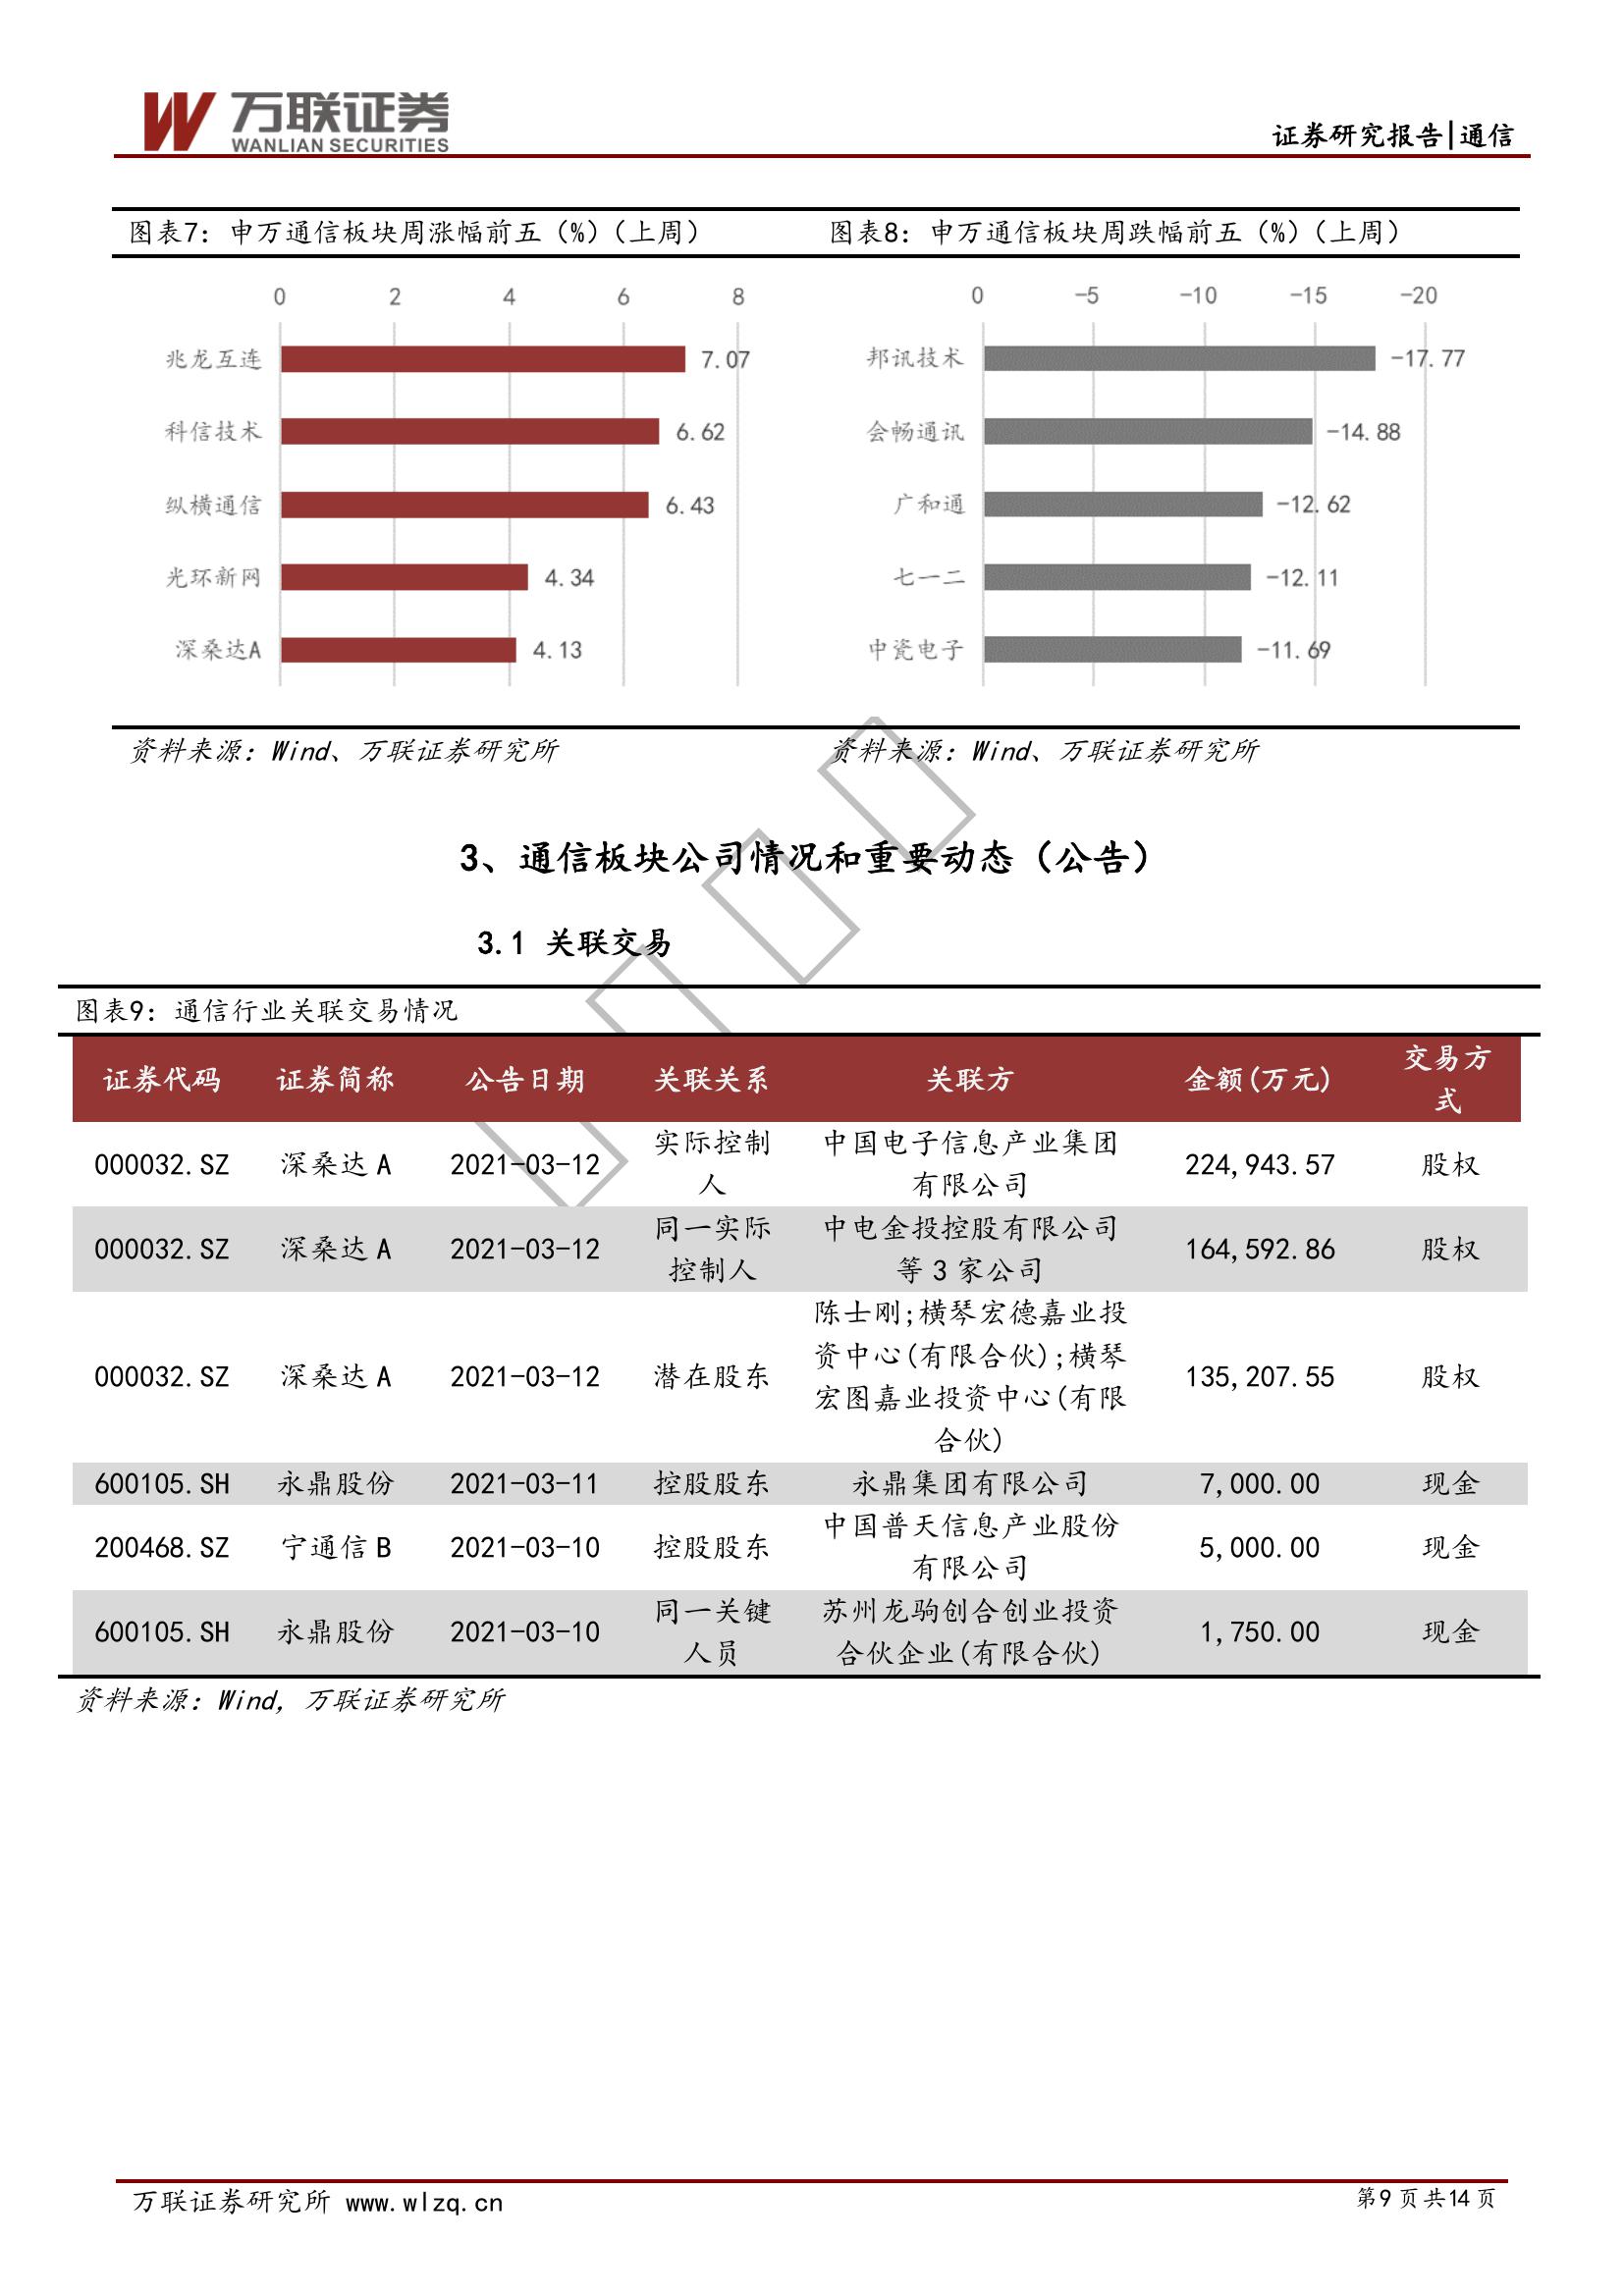 万联证券
WANLIAN SECURITIES
证券研究报告|通信
图表7：申万通信板块周涨幅前五（%）（上周）
0 2 4 6 8
兆龙互连 7.07
科信技术 6.62
纵横通信 6.43
光环新网 4.34
深桑达A 4.13
资料来源：Wind、万联证券研究所
图表8：申万通信板块周跌幅前五（%）（上周）
0 -5 -10 -15 -20
邦讯技术 -17.77
会畅通讯 -14.88
广和通 -12.62
七一二 -12.11
中瓷电子 -11.69
资料来源：Wind、万联证券研究所
3、通信板块公司情况和重要动态（公告）
3.1 关联交易
图表9：通信行业关联交易情况
证券代码 证券简称 公告日期 关联关系 关联方 金额(万元) 交易方
式
000032.SZ 深桑达 A 2021-03-12 实际控制 中国电子信息产业集团 224,943.57 股权
人 有限公司
000032.SZ 深桑达 A 2021-03-12 同一实际 中电金投控股有限公司 164,592.86 股权
控制人 等 3 家公司
陈士刚;横琴宏德嘉业投
资中心(有限合伙);横琴
000032.SZ 深桑达 A 2021-03-12 潜在股东 135,207.55 股权
宏图嘉业投资中心(有限
合伙)
600105.SH 永鼎股份 2021-03-11 控股股东 永鼎集团有限公司 7,000.00 现金
200468.SZ 宁通信 B 2021-03-10 控股股东 中国普天信息产业股份 5,000.00 现金
有限公司
600105.SH 永鼎股份 2021-03-10 同一关键 苏州龙驹创合创业投资 1,750.00 现金
人员 合伙企业(有限合伙)
资料来源：Wind，万联证券研究所
万联证券研究所 www.wlzq.cn
第9页共14页